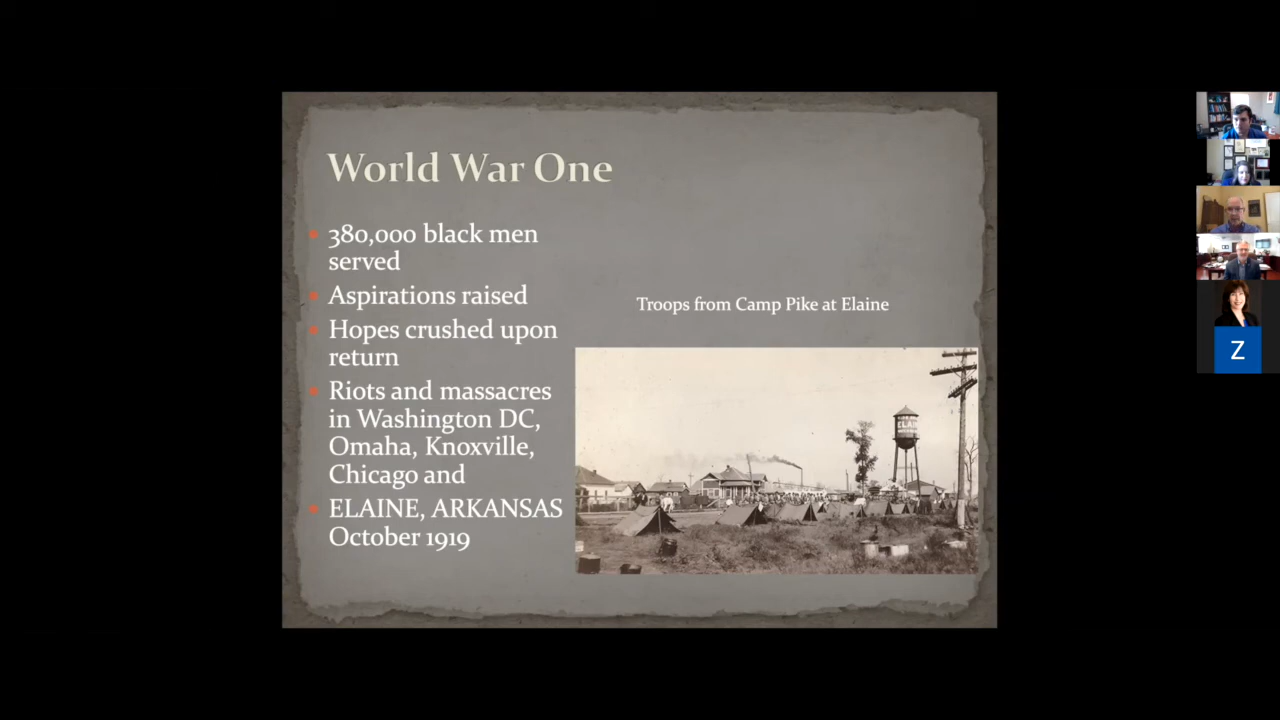 World War One
380,000 black men
served
Aspirations raised
Hopes crushed upon
return
Riots and massacres
in Washington DC,
Omaha, Knoxville,
Chicago and
ELAINE, ARKANSAS
October 1919
Troops from Camp Pike at Elaine
ELAINE
Z